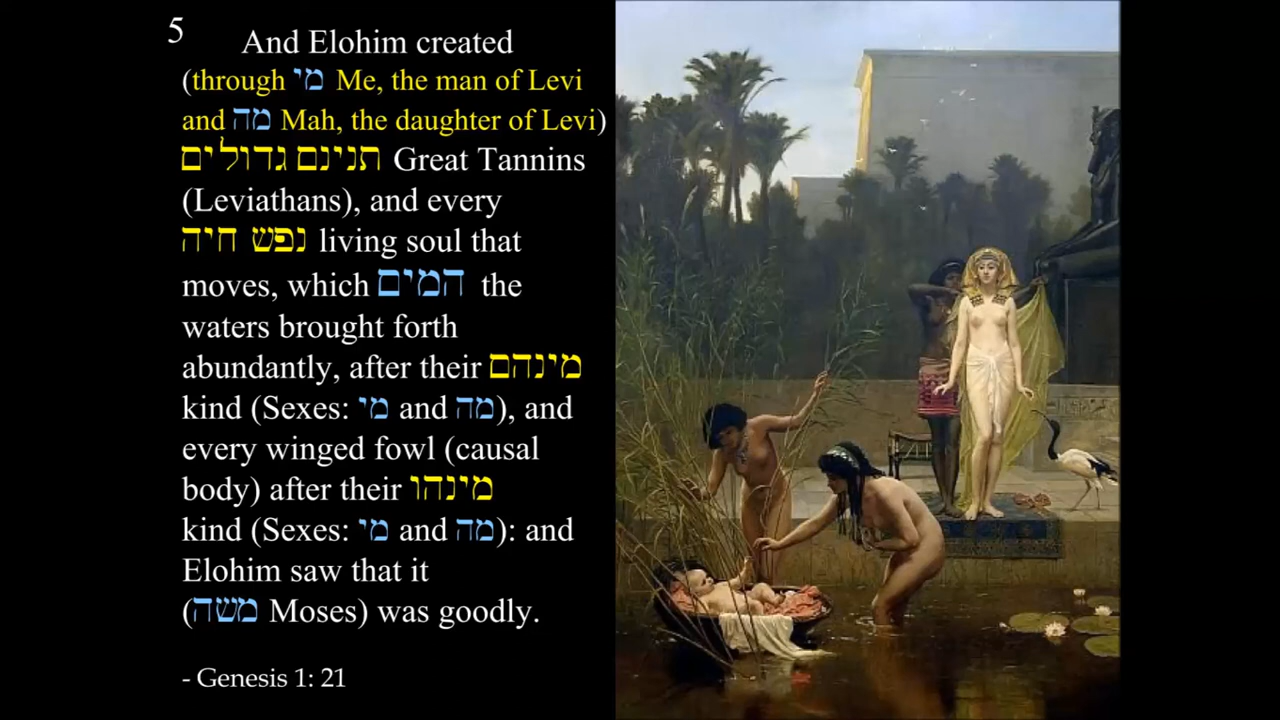 5
And Elohim created
(through מי Me, the man of Levi
and מה Mah, the daughter of Levi)
תנינם גדולים Great Tannins
(Leviathans), and every
נפש חיה living soul that
moves, which המים the
waters brought forth
abundantly, after their מינהם
kind (Sexes: מי and מה), and
every winged fowl (causal
body) after their מינהו
kind (Sexes: מי and מה): and
Elohim saw that it
(משה Moses) was goodly.
- Genesis 1: 21